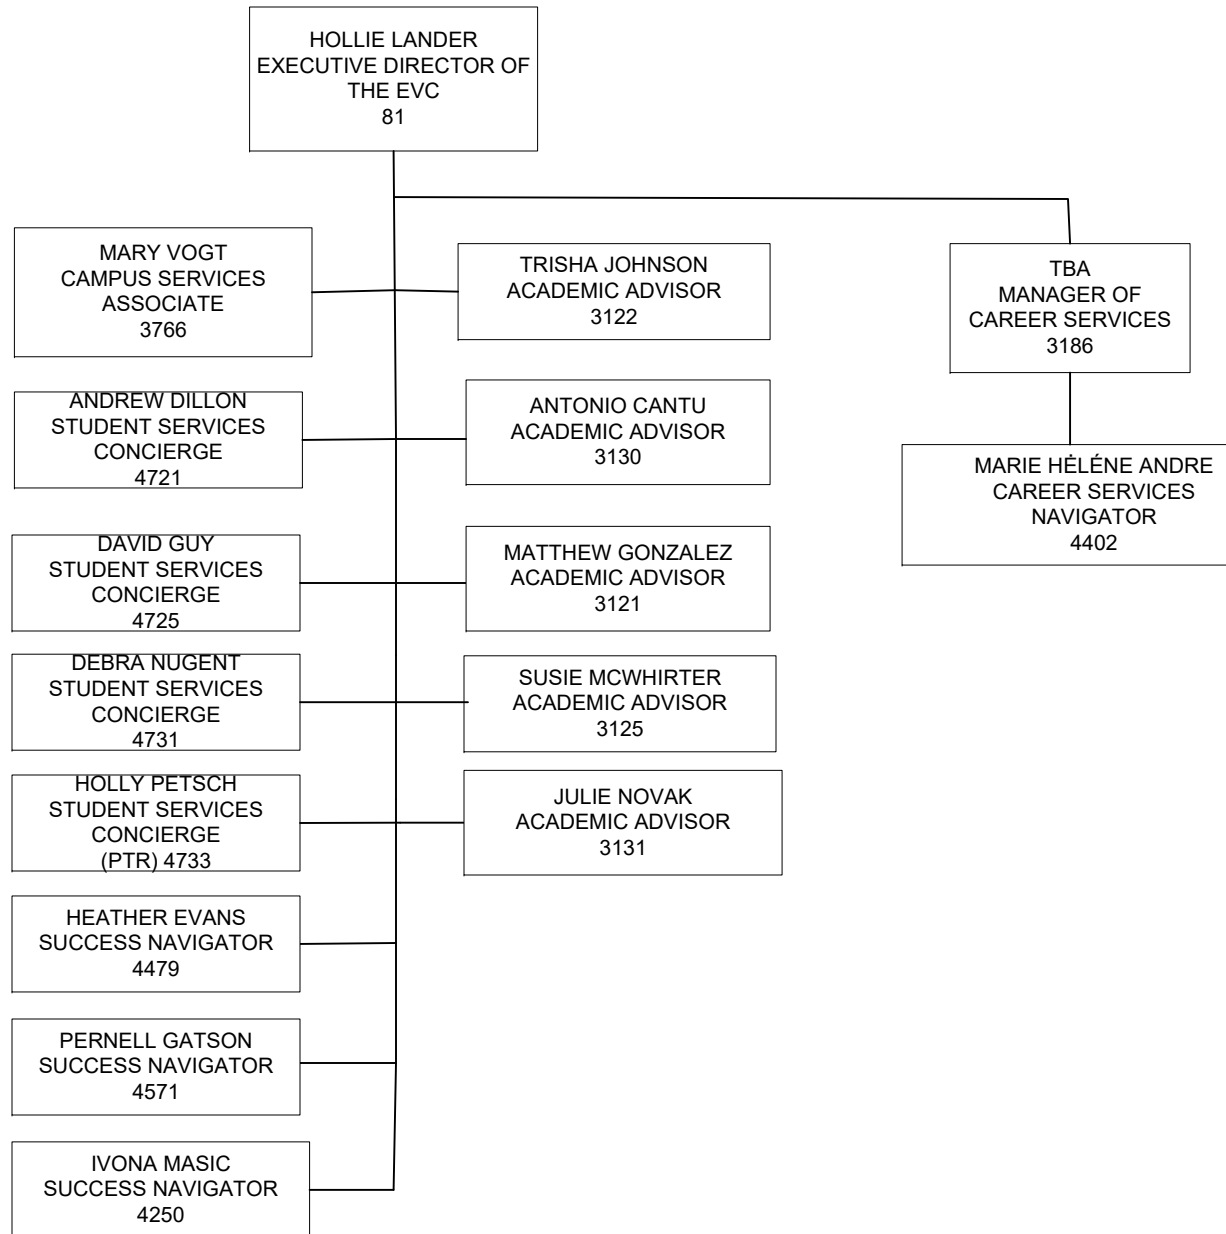 HOLLIE LANDER
EXECUTIVE DIRECTOR OF
THE EVC
81
MARY VOGT
CAMPUS SERVICES
ASSOCIATE
3766
TRISHA JOHNSON
ACADEMIC ADVISOR
3122
TBA
MANAGER OF
CAREER SERVICES
3186
ANDREW DILLON
STUDENT SERVICES
CONCIERGE
4721
ANTONIO CANTU
ACADEMIC ADVISOR
3130
MARIE HÉLÉNE ANDRE
CAREER SERVICES
NAVIGATOR
4402
DAVID GUY
STUDENT SERVICES
CONCIERGE
4725
MATTHEW GONZALEZ
ACADEMIC ADVISOR
3121
DEBRA NUGENT
STUDENT SERVICES
CONCIERGE
4731
SUSIE MCWHIRTER
ACADEMIC ADVISOR
3125
HOLLY PETSCH
STUDENT SERVICES
CONCIERGE
(PTR) 4733
JULIE NOVAK
ACADEMIC ADVISOR
3131
HEATHER EVANS
SUCCESS NAVIGATOR
4479
PERNELL GATSON
SUCCESS NAVIGATOR
4571
IVONA MASIC
SUCCESS NAVIGATOR
4250